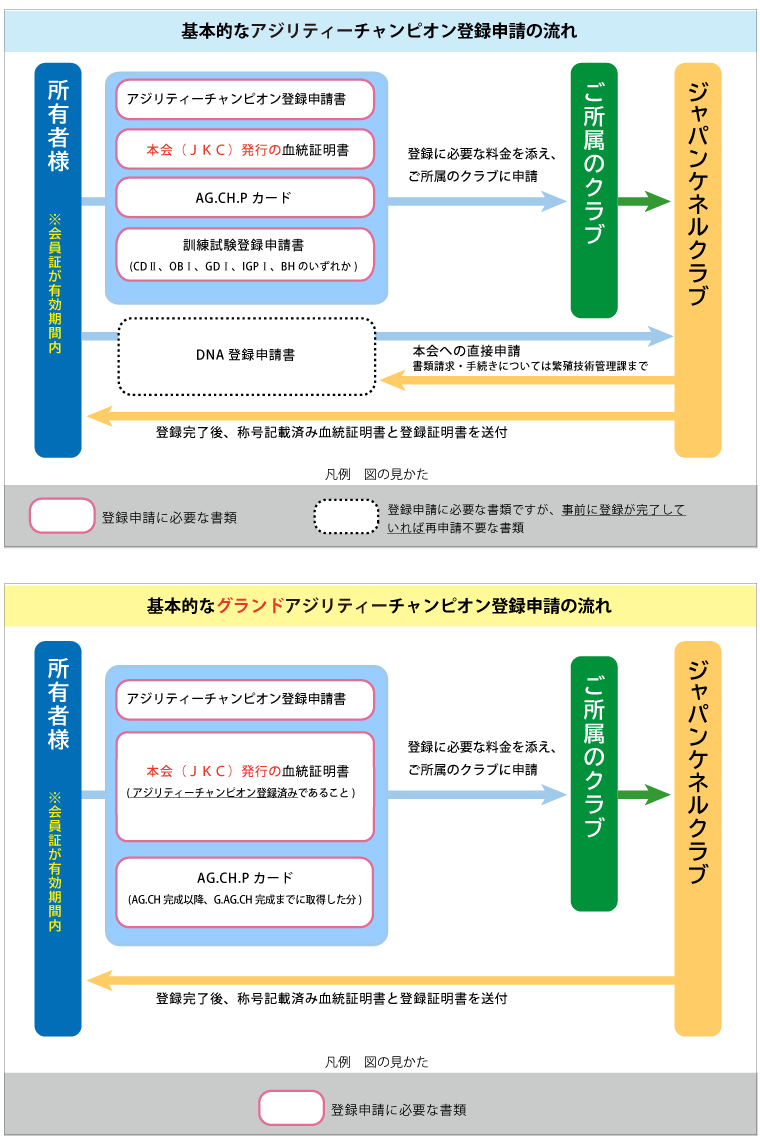 基本的なアジリティーチャンピオン登録申請の流れ
所有者様
※会員証が有効期間内
アジリティーチャンピオン登録申請書
本会（ＪＫＣ）発行の血統証明書
AG.CH.P カード
訓練試験登録申請書
(CDⅡ、OBⅠ、GDⅠ、IGPⅠ、BH のいずれか )
登録に必要な料金を添え、
ご所属のクラブに申請
ご所属のクラブ
ジャパンケネルクラブ
DNA 登録申請書
本会への直接申請
書類請求・手続きについては繁殖技術管理課まで
登録完了後、称号記載済み血統証明書と登録証明書を送付
凡例　図の見かた
登録申請に必要な書類
登録申請に必要な書類ですが、事前に登録が完了して
いれば再申請不要な書類
基本的なグランドアジリティーチャンピオン登録申請の流れ
所有者様
※会員証が有効期間内
アジリティーチャンピオン登録申請書
本会（ＪＫＣ）発行の血統証明書
( アジリティーチャンピオン登録済みであること )
AG.CH.P カード
(AG.CH 完成以降、G.AG.CH 完成までに取得した分 )
登録に必要な料金を添え、
ご所属のクラブに申請
ご所属のクラブ
ジャパンケネルクラブ
登録完了後、称号記載済み血統証明書と登録証明書を送付
凡例　図の見かた
登録申請に必要な書類